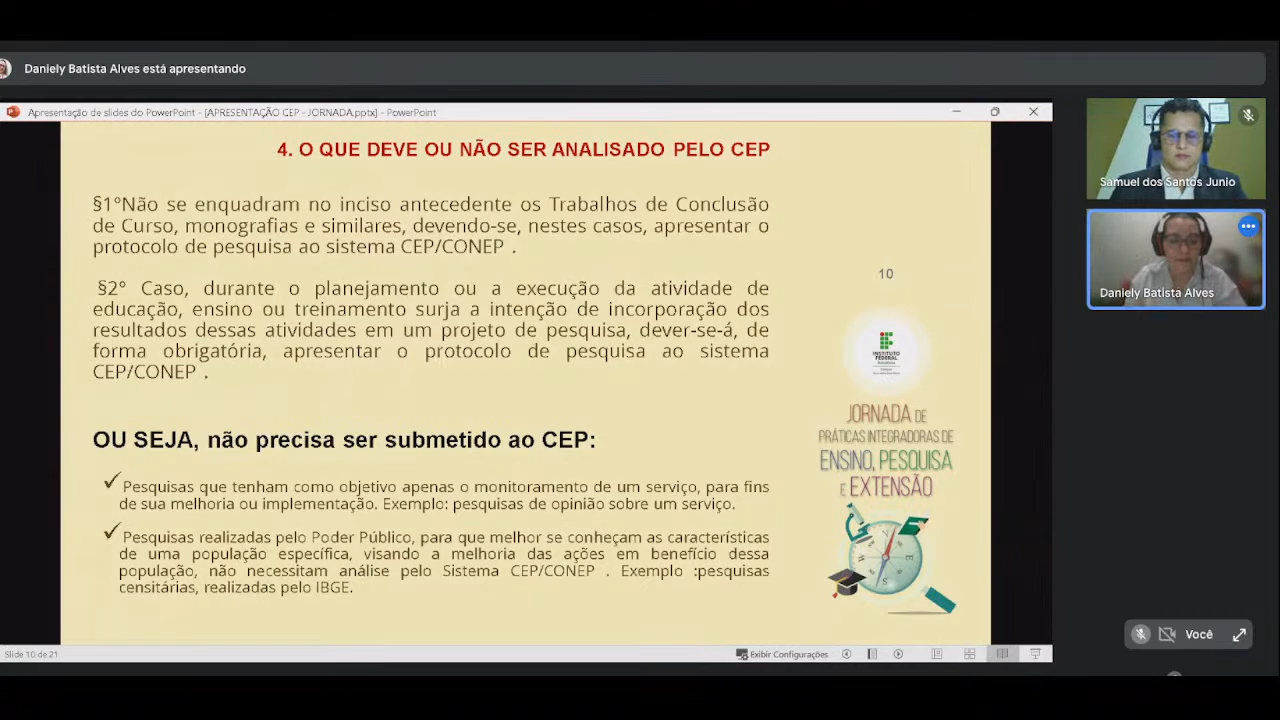 Daniely Batista Alves está apresentando
Apresentação de slides do PowerPoint - [APRESENTAÇÃO CEP - JORNADA.pptx] - PowerPoint
4. O QUE DEVE OU NÃO SER ANALISADO PELO CEP
§1°Não se enquadram no inciso antecedente os Trabalhos de Conclusão
de Curso, monografias e similares, devendo-se, nestes casos, apresentar o
protocolo de pesquisa ao sistema CEP/CONEP .
§2° Caso, durante o planejamento ou a execução da atividade de
educação, ensino ou treinamento surja a intenção de incorporação dos
resultados dessas atividades em um projeto de pesquisa, dever-se-á, de
forma obrigatória, apresentar o protocolo de pesquisa ao sistema
CEP/CONEP .
OU SEJA, não precisa ser submetido ao CEP:
Pesquisas que tenham como objetivo apenas o monitoramento de um serviço, para fins
de sua melhoria ou implementação. Exemplo: pesquisas de opinião sobre um serviço.
Pesquisas realizadas pelo Poder Público, para que melhor se conheçam as características
de uma população específica, visando a melhoria das ações em benefício dessa
população, não necessitam análise pelo Sistema CEP/CONEP . Exemplo :pesquisas
censitárias, realizadas pelo IBGE.
10
INSTITUTO
FEDERAL
JORNADA DE
PRÁTICAS INTEGRADORAS DE
ENSINO, PESQUISA
E EXTENSÃO
N
E
S
Slide 10 de 21
Exibir Configurações
Samuel dos Santos Junio
Daniely Batista Alves
Você